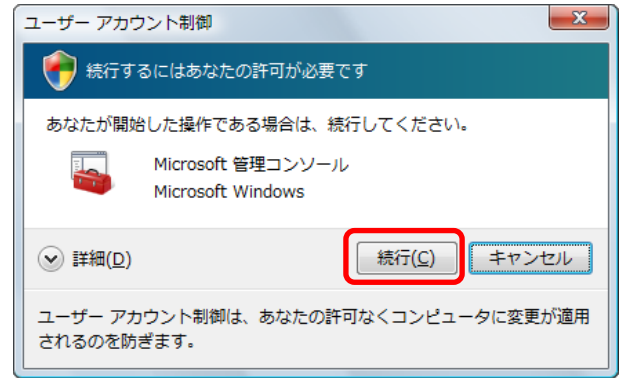 ユーザー アカウント制御
続行するにはあなたの許可が必要です
あなたが開始した操作である場合は、続行してください。
Microsoft 管理コンソール
Microsoft Windows
詳細(D)
続行(C)
キャンセル
ユーザー アカウント制御は、あなたの許可なくコンピュータに変更が適用
されるのを防ぎます。